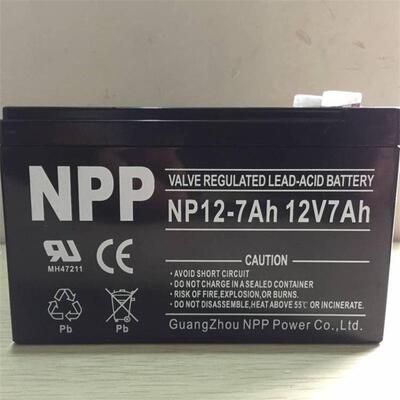 NPP
VALVE REGULATED LEAD-ACID BATTERY
NP12-7Ah 12V7Ah
MH47211
CE
Pb
Pb
CAUTION
• AVOID SHORT CIRCUIT
• DO NOT CHARGE IN A SEALED CONTAINER
• RISK OF FIRE,EXPLOSION,OR BURNS.
• DO NOT DISASSEMBLE,HEAT ABOVE 55℃ OR INCINERATE.
GuangZhou NPP Power Co.,Ltd.